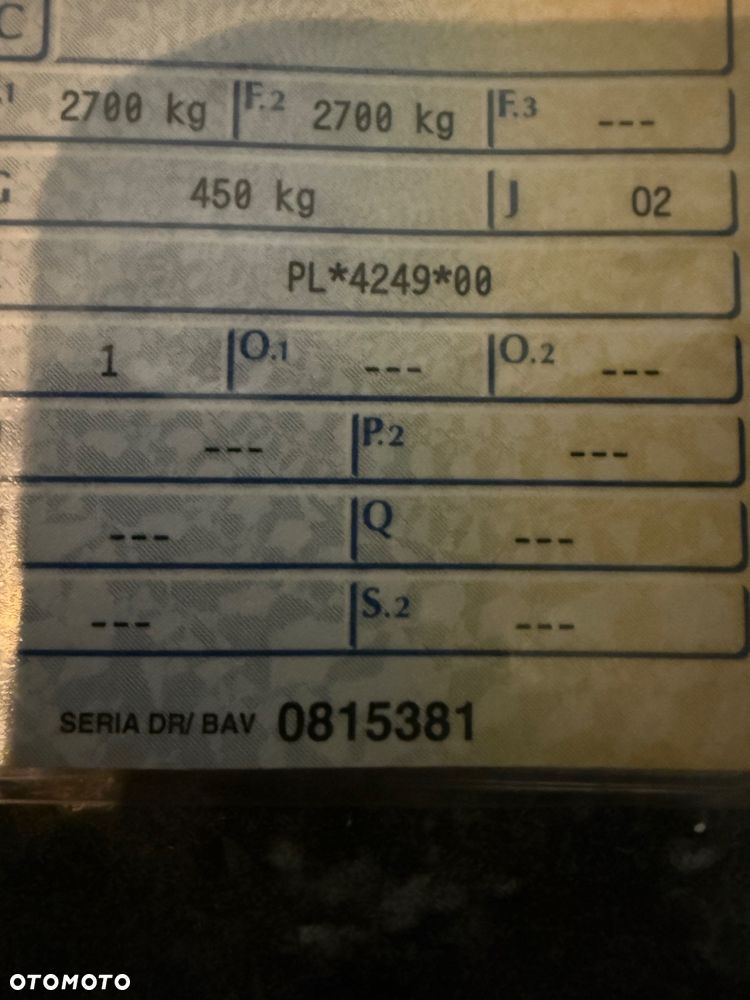 C
.1 2700 kg F.2 2700 kg F.3 ---
G 450 kg J 02
PL*4249*00
1 O.1 --- O.2 ---
--- P.2 ---
--- Q ---
--- S.2 ---
SERIA DR/ BAV 0815381
OTOMOTO